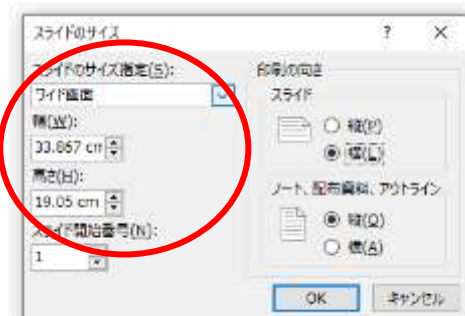 スライドのサイズ
スライドのサイズ指定(S):
ワイド画面
幅(W):
33.867 cm
高さ(H):
19.05 cm
スライド開始番号(N):
1
印刷の向き
スライド
縦(P)
横(L)
ノート、配布資料、アウトライン
縦(O)
横(A)
OK
キャンセル